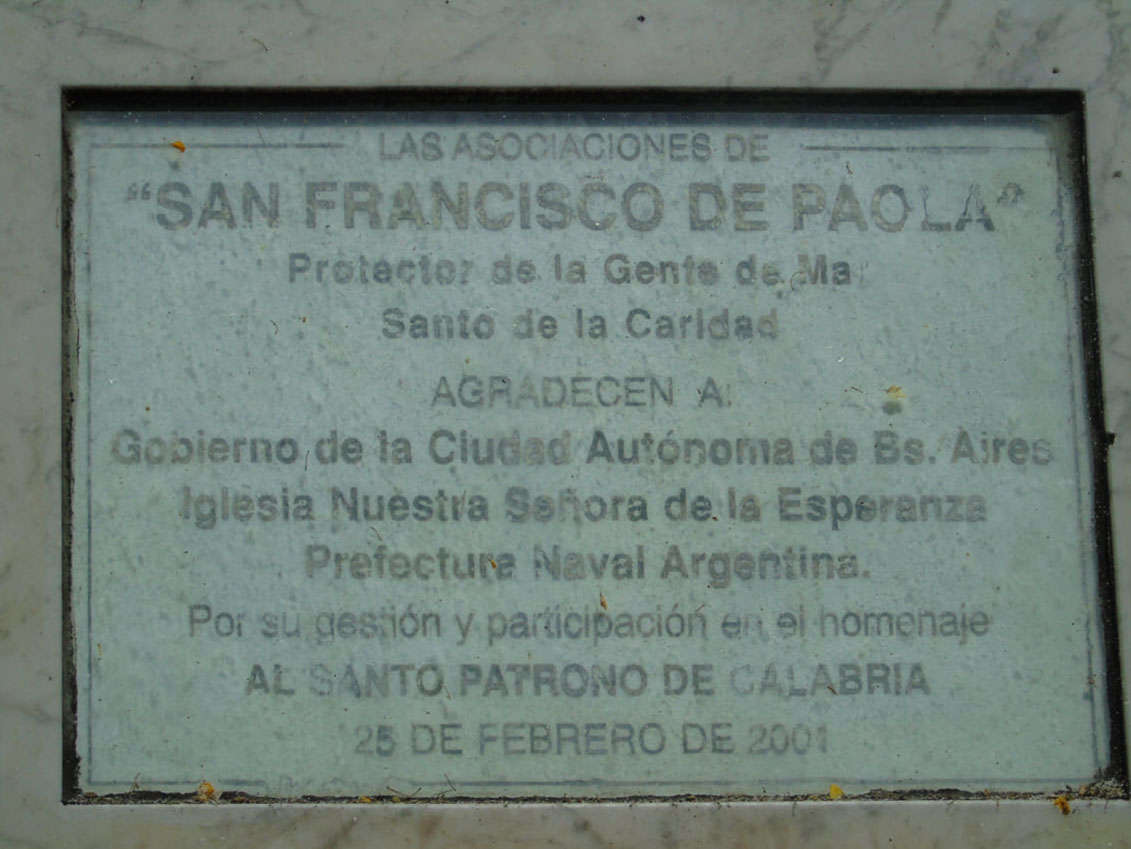 LAS ASOCIACIONES DE
"SAN FRANCISCO DE PAOLA"
Protector de la Gente de Mar
Santo de la Caridad
AGRADECEN A:
Gobierno de la Ciudad Autónoma de Bs. Aires
Iglesia Nuestra Señora de la Esperanza
Prefectura Naval Argentina.
Por su gestión y participación en el homenaje
AL SANTO PATRONO DE CALABRIA
25 DE FEBRERO DE 2001